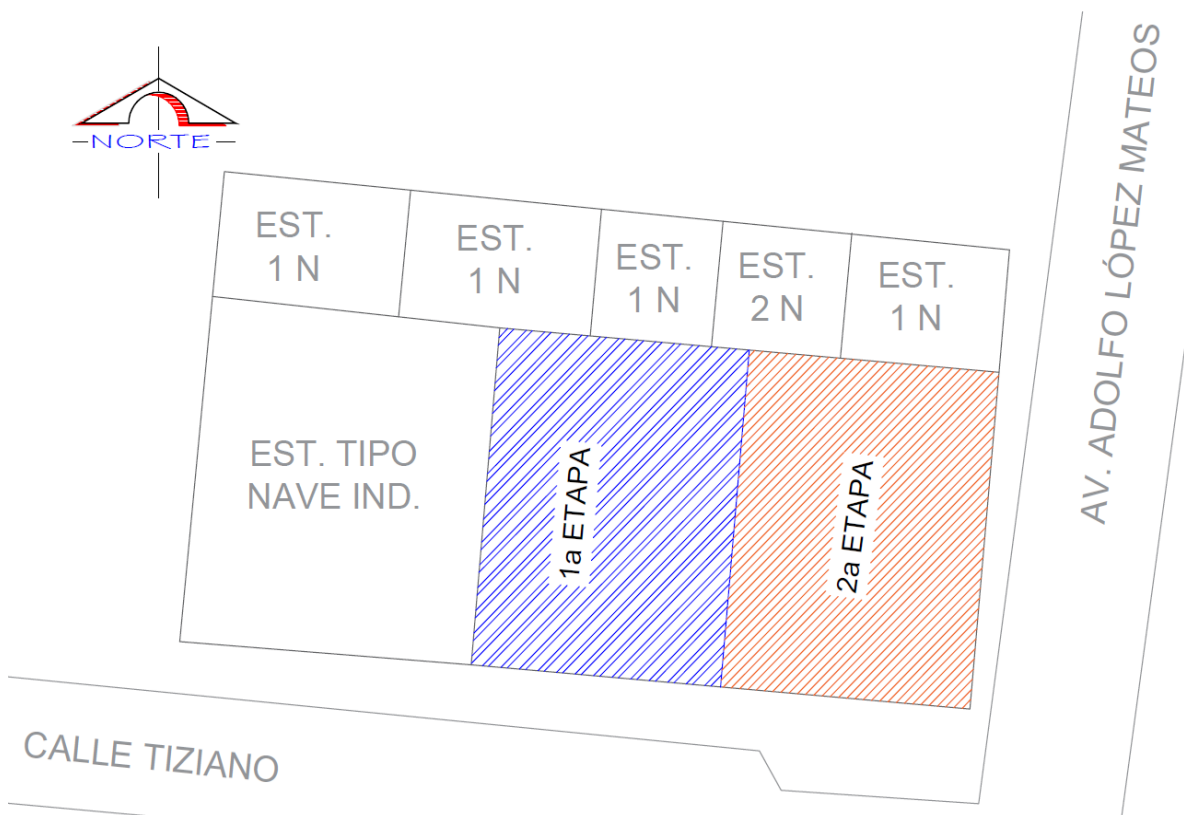 -NORTE-
EST.
1 N
EST.
1 N
EST.
1 N
EST.
2 N
EST.
1 N
EST. TIPO
NAVE IND.
1a ETAPA
2a ETAPA
AV. ADOLFO LÓPEZ MATEOS
CALLE TIZIANO